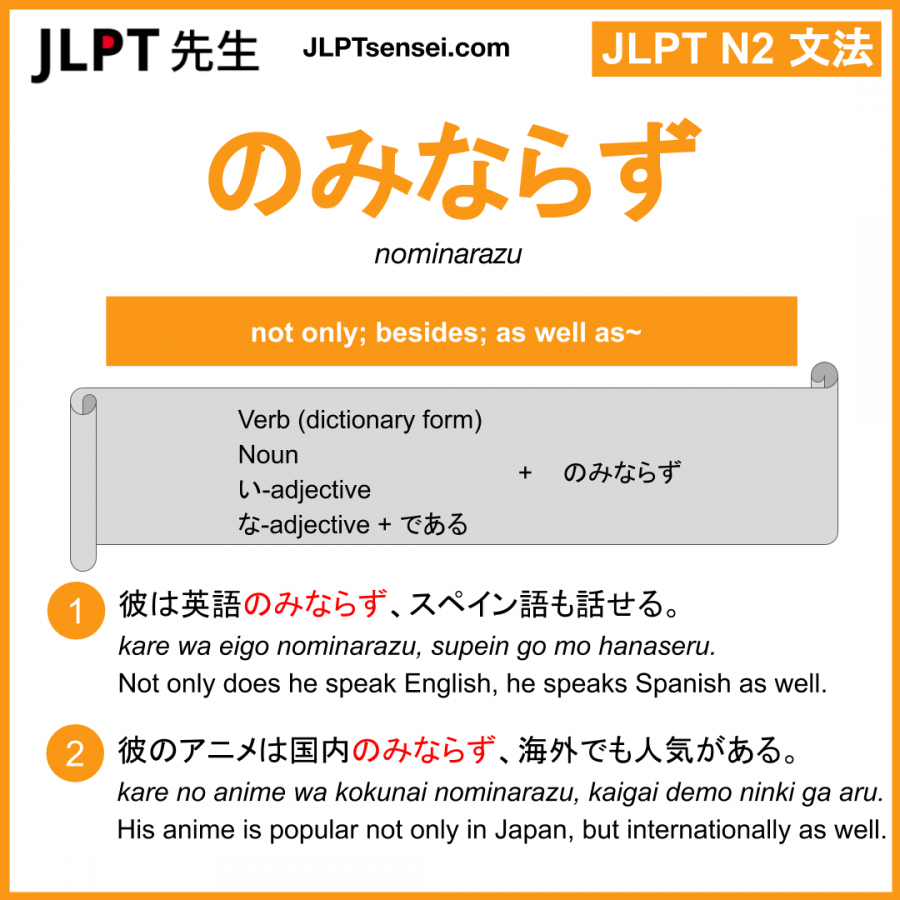 JLPT 先生
JLPTsensei.com
JLPT N2 文法
のみならず
nominarazu
not only; besides; as well as~
Verb (dictionary form)
Noun
い-adjective
な-adjective + である
+ のみならず
1 彼は英語のみならず、スペイン語も話せる。
kare wa eigo nominarazu, supein go mo hanaseru.
Not only does he speak English, he speaks Spanish as well.
2 彼のアニメは国内のみならず、海外でも人気がある。
kare no anime wa kokunai nominarazu, kaigai demo ninki ga aru.
His anime is popular not only in Japan, but internationally as well.